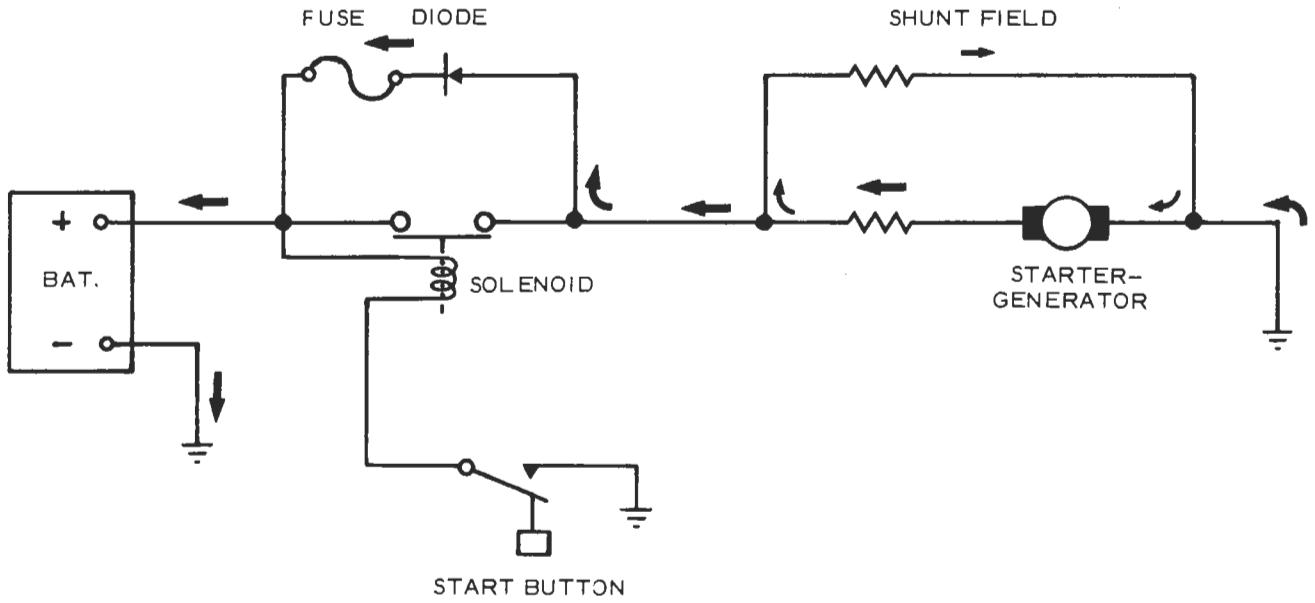 FUSE DIODE
SHUNT FIELD
+
BAT.
-
SOLENOID
STARTER-
GENERATOR
START BUTTON